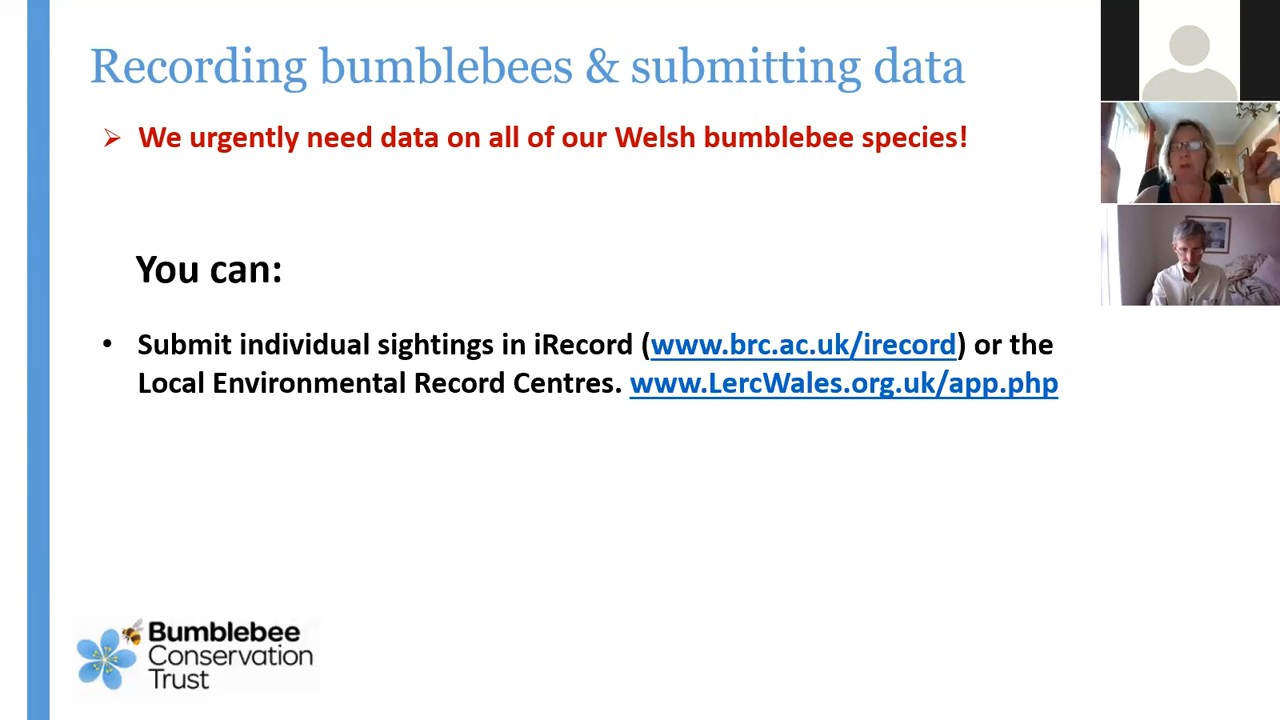 Recording bumblebees & submitting data
➢ We urgently need data on all of our Welsh bumblebee species!
You can:
• Submit individual sightings in iRecord (www.brc.ac.uk/irecord) or the
Local Environmental Record Centres. www.LercWales.org.uk/app.php
Bumblebee
Conservation
Trust